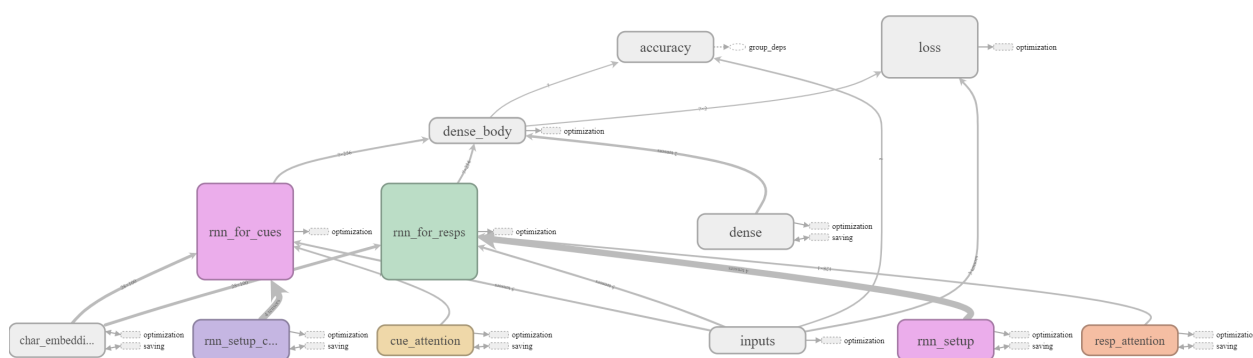 accuracy
group_deps
loss
optimization
dense_body
optimization
rnn_for_cues
optimization
rnn_for_resps
optimization
dense
optimization
saving
char_embeddi...
optimization
saving
rnn_setup_c...
optimization
saving
cue_attention
optimization
saving
inputs
optimization
rnn_setup
optimization
saving
resp_attention
optimization
saving